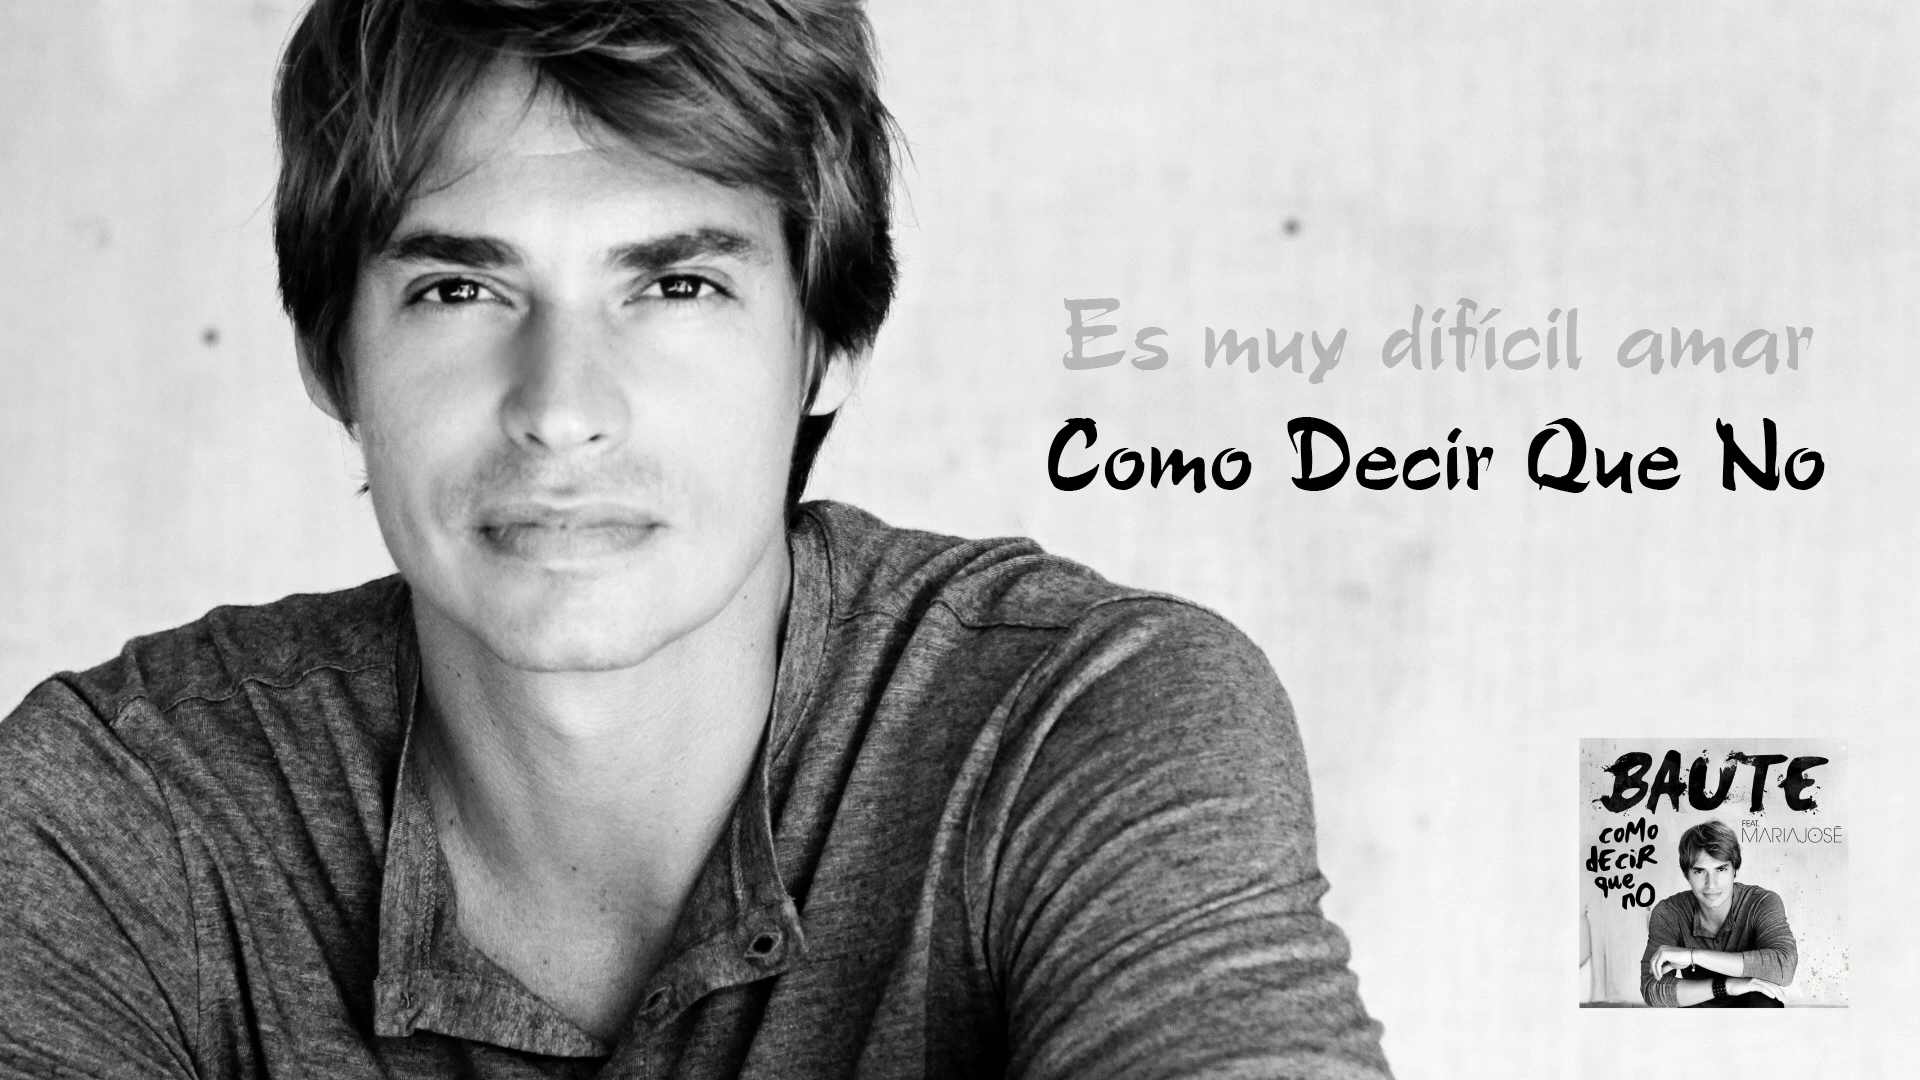 Es muy difícil amar
Como Decir Que No
BAUTE
FEAT.
MARIAJOSÉ
coMo
dEciR
que
nO